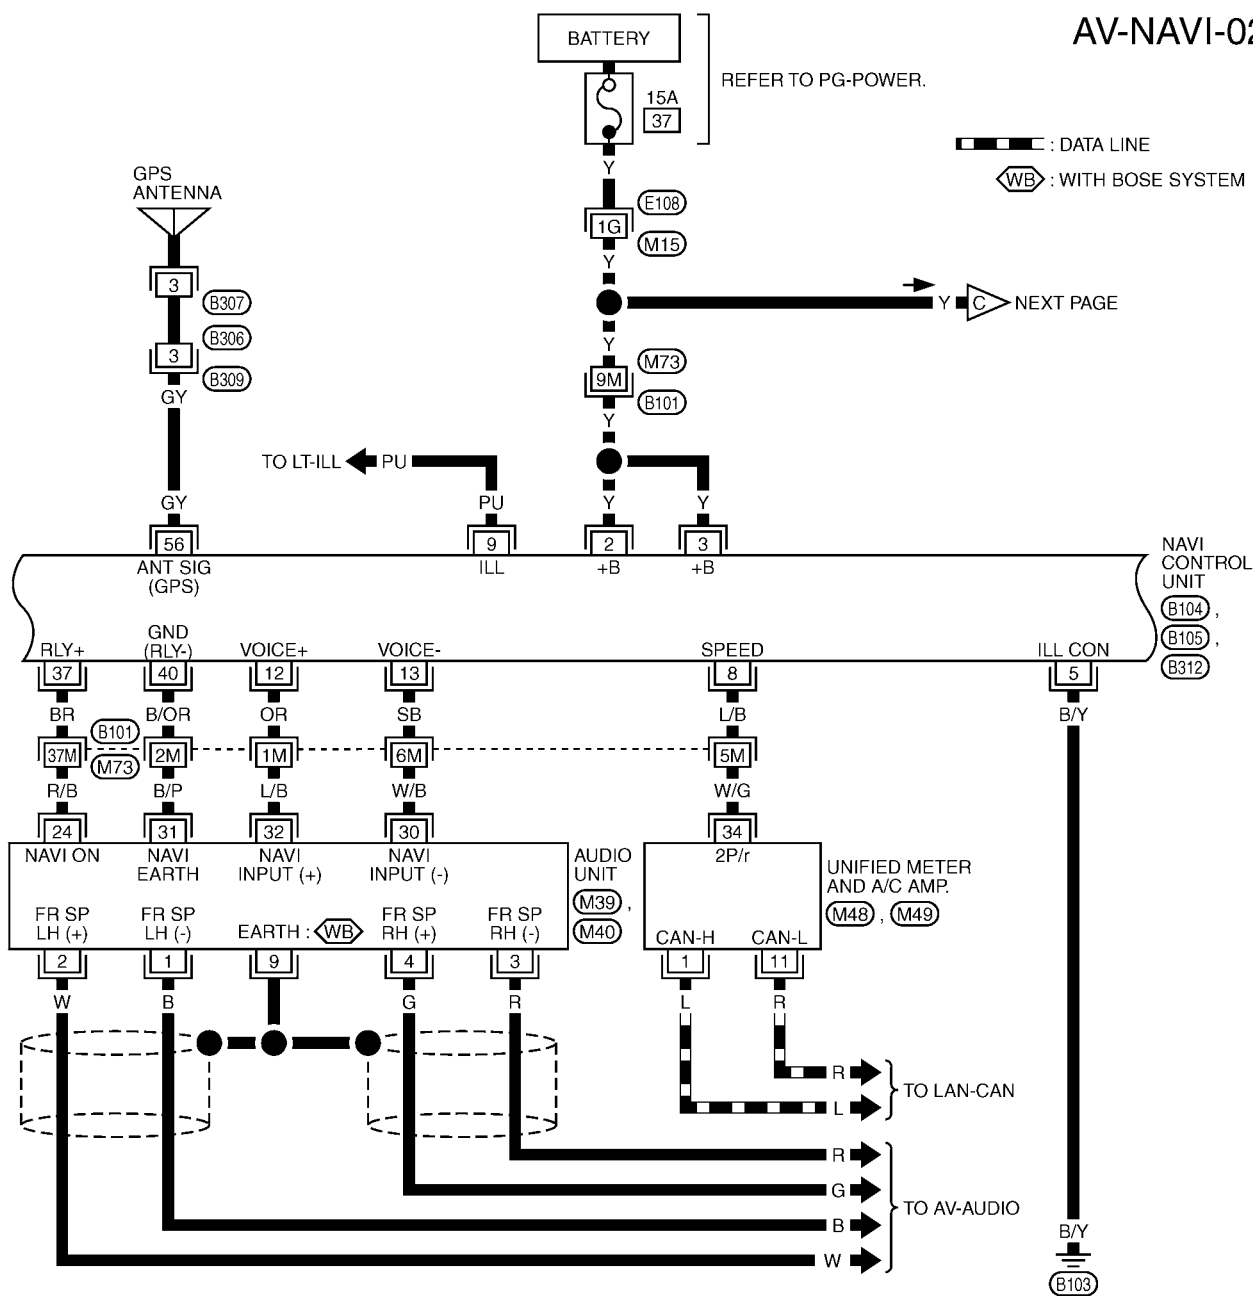 AV-NAVI-02
BATTERY
REFER TO PG-POWER.
15A
37
: DATA LINE
WB : WITH BOSE SYSTEM
Y
GPS
ANTENNA
E108
1G
M15
Y
3
B307
Y C NEXT PAGE
B306
3
B309
Y
M73
9M
B101
GY
Y
TO LT-ILL PU
GY
PU
Y
Y
56
9
2
3
ANT SIG
(GPS)
ILL
+B
+B
NAVI
CONTROL
UNIT
B104 ,
B105 ,
B312
RLY+
GND
(RLY-)
VOICE+
VOICE-
SPEED
ILL CON
37
40
12
13
8
5
BR
B/OR
OR
SB
L/B
B/Y
B101
37M
2M
1M
6M
5M
M73
R/B
B/P
L/B
W/B
W/G
24
31
32
30
34
NAVI ON
NAVI
EARTH
NAVI
INPUT (+)
NAVI
INPUT (-)
AUDIO
UNIT
M39 ,
M40
2P/r
UNIFIED METER
AND A/C AMP.
M48 , M49
FR SP
LH (+)
FR SP
LH (-)
EARTH : WB
FR SP
RH (+)
FR SP
RH (-)
CAN-H
CAN-L
2
1
9
4
3
1
11
W
B
G
R
L
R
R
L
TO LAN-CAN
R
G
B
W
TO AV-AUDIO
B/Y
B103